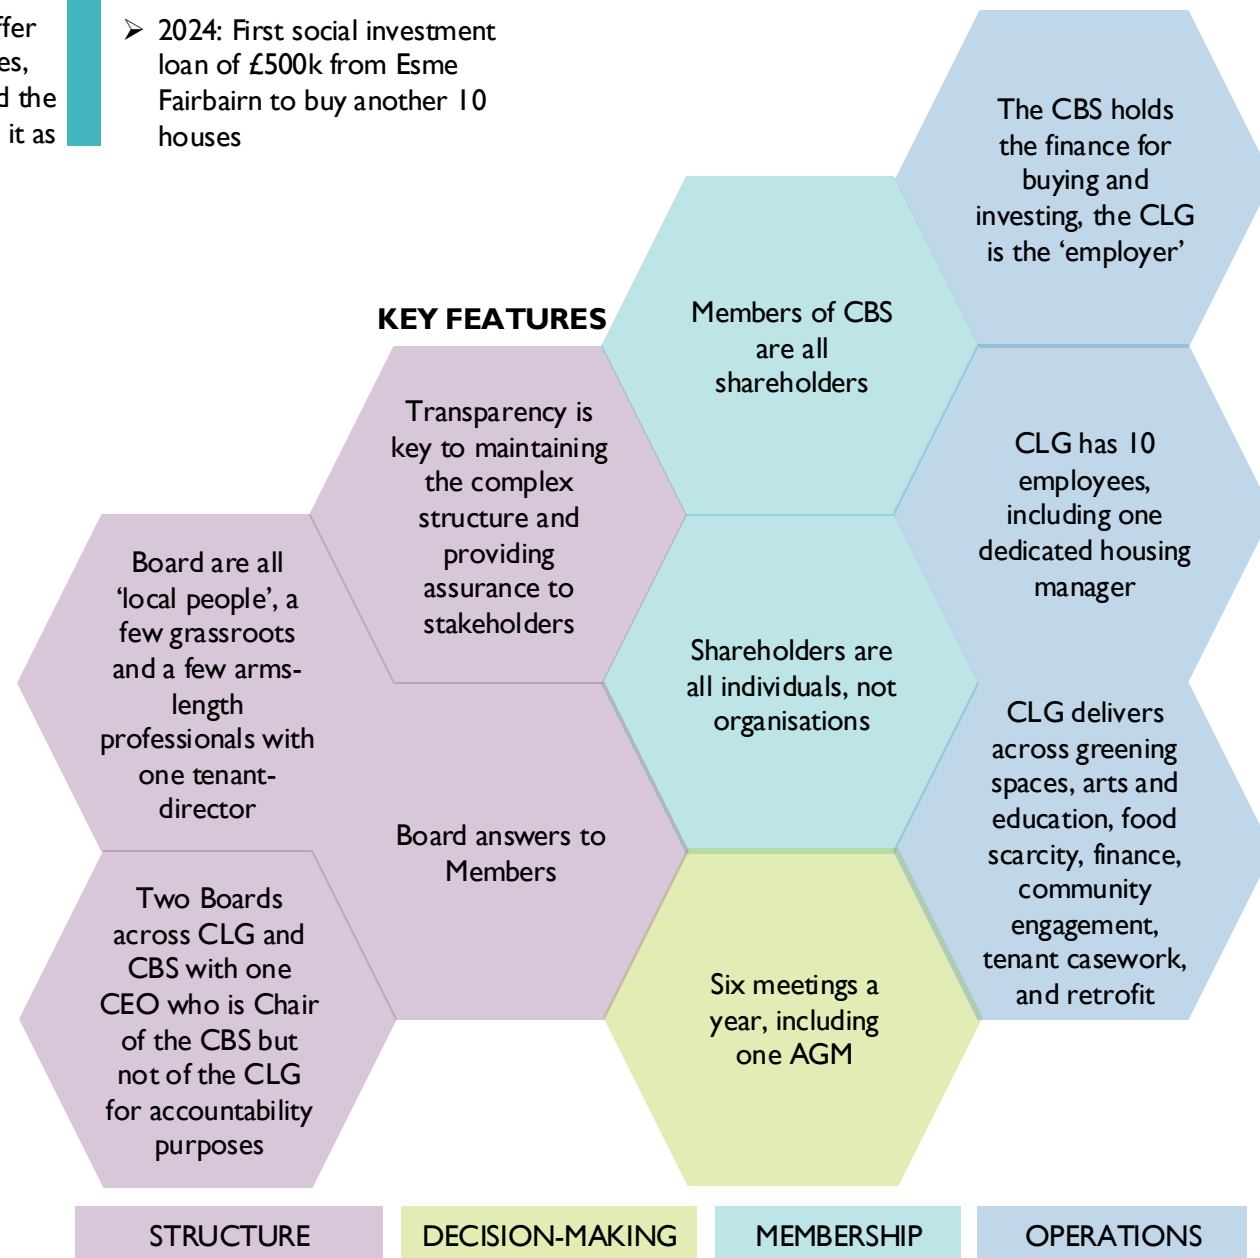 ffer
es,
d the
it as
➢ 2024: First social investment
loan of £500k from Esme
Fairbairn to buy another 10
houses
KEY FEATURES
Board are all
‘local people’, a
few grassroots
and a few arms-
length
professionals with
one tenant-
director
Two Boards
across CLG and
CBS with one
CEO who is Chair
of the CBS but
not of the CLG
for accountability
purposes
Transparency is
key to maintaining
the complex
structure and
providing
assurance to
stakeholders
Board answers to
Members
Members of CBS
are all
shareholders
Shareholders are
all individuals, not
organisations
Six meetings a
year, including
one AGM
The CBS holds
the finance for
buying and
investing, the CLG
is the ‘employer’
CLG has 10
employees,
including one
dedicated housing
manager
CLG delivers
across greening
spaces, arts and
education, food
scarcity, finance,
community
engagement,
tenant casework,
and retrofit
STRUCTURE
DECISION-MAKING
MEMBERSHIP
OPERATIONS